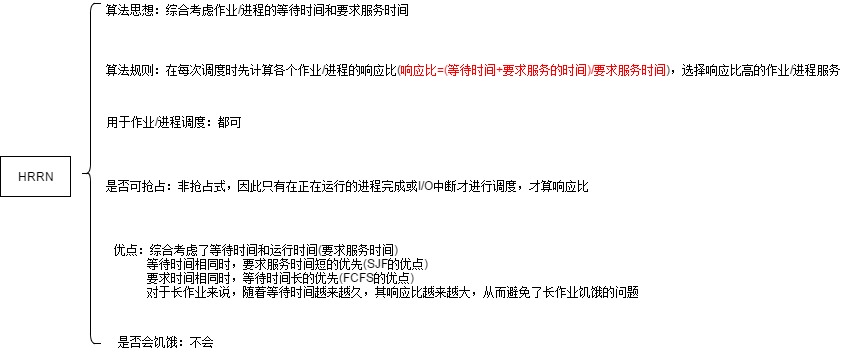 算法思想：综合考虑作业/进程的等待时间和要求服务时间
算法规则：在每次调度时先计算各个作业/进程的响应比(响应比=(等待时间+要求服务的时间)/要求服务时间)，选择响应比高的作业/进程服务
用于作业/进程调度：都可
HRRN
是否可抢占：非抢占式，因此只有在正在运行的进程完成或I/O中断才进行调度，才算响应比
优点：综合考虑了等待时间和运行时间(要求服务时间)
等待时间相同时，要求服务时间短的优先(SJF的优点)
要求时间相同时，等待时间长的优先(FCFS的优点)
对于长作业来说，随着等待时间越来越久，其响应比越来越大，从而避免了长作业饥饿的问题
是否会饥饿：不会